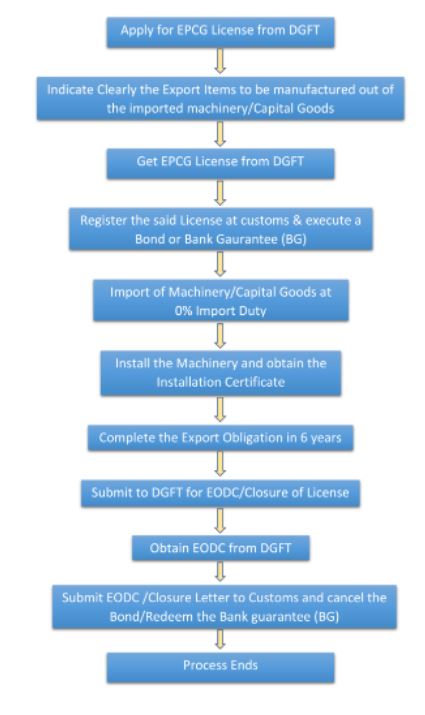 Apply for EPCG License from DGFT
Indicate Clearly the Export Items to be manufactured out of
the imported machinery/Capital Goods
Get EPCG License from DGFT
Register the said License at customs & execute a
Bond or Bank Gaurantee (BG)
Import of Machinery/Capital Goods at
0% Import Duty
Install the Machinery and obtain the
Installation Certificate
Complete the Export Obligation in 6 years
Submit to DGFT for EODC/Closure of License
Obtain EODC from DGFT
Submit EODC /Closure Letter to Customs and cancel the
Bond/Redeem the Bank guarantee (BG)
Process Ends